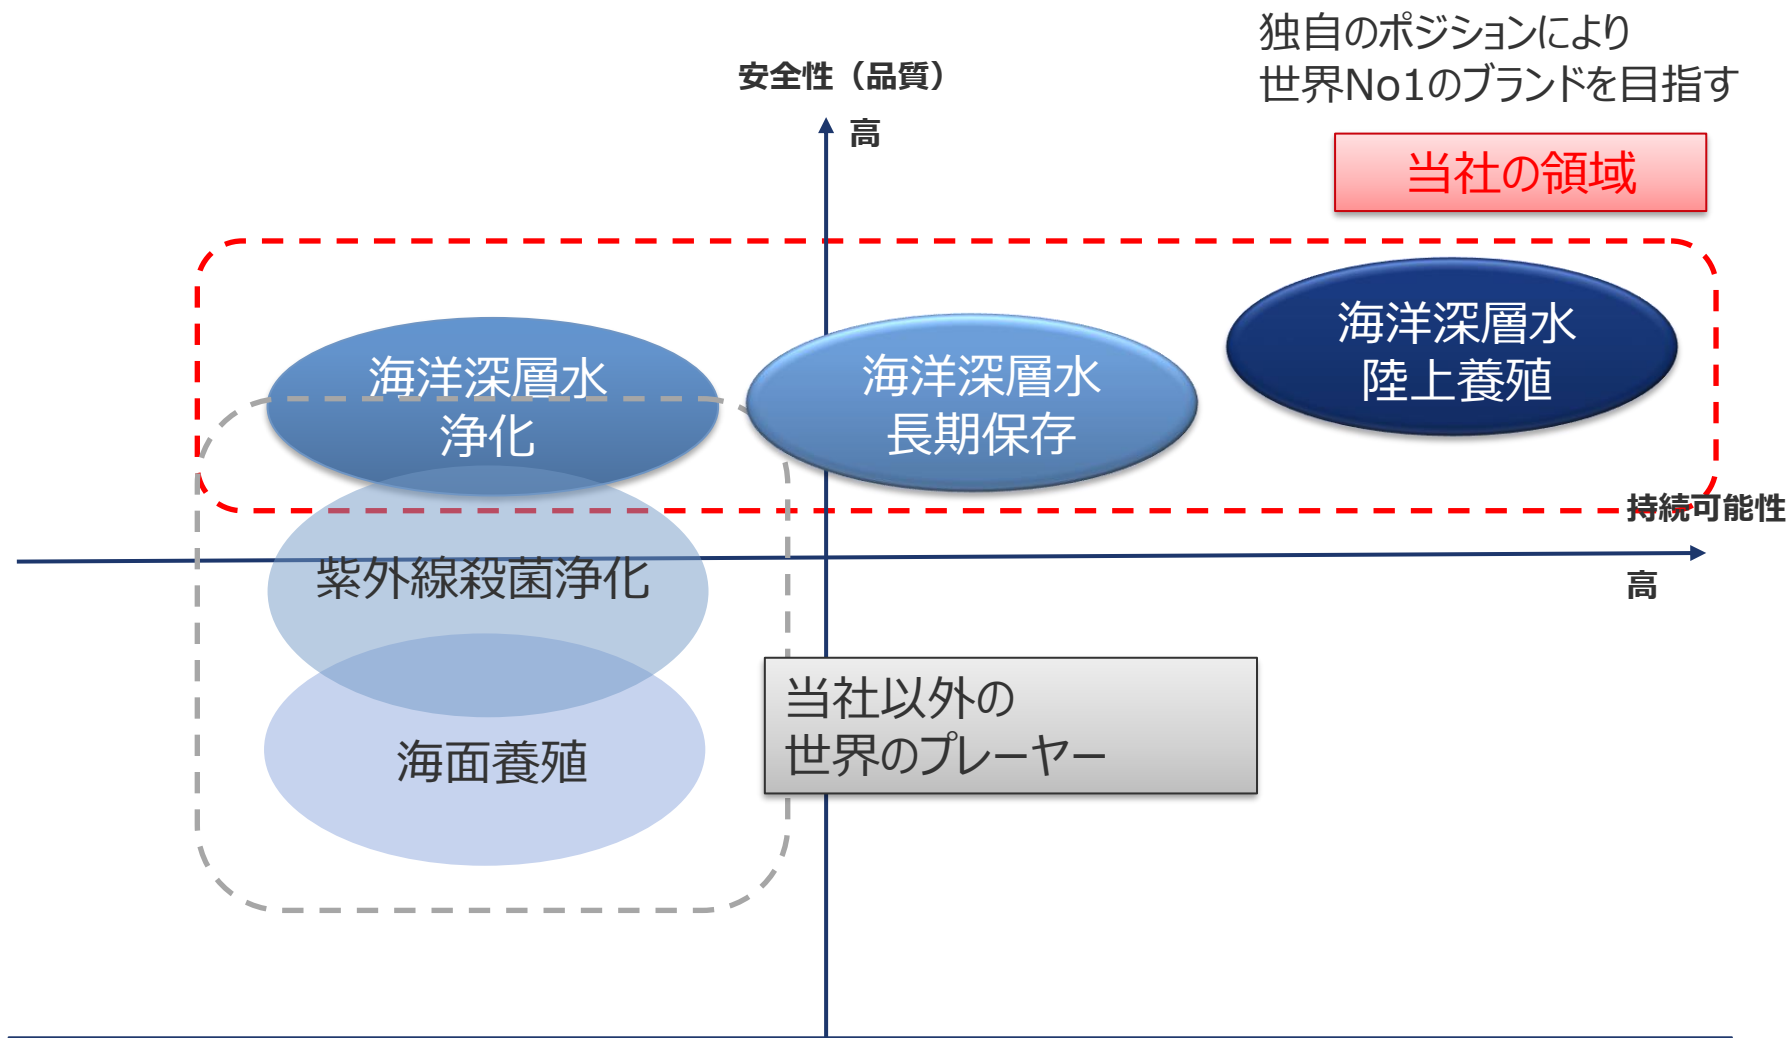 独自のポジションにより
世界No1のブランドを目指す
安全性（品質）
高
当社の領域
海洋深層水
浄化
海洋深層水
長期保存
海洋深層水
陸上養殖
持続可能性
高
紫外線殺菌浄化
当社以外の
世界のプレーヤー
海面養殖